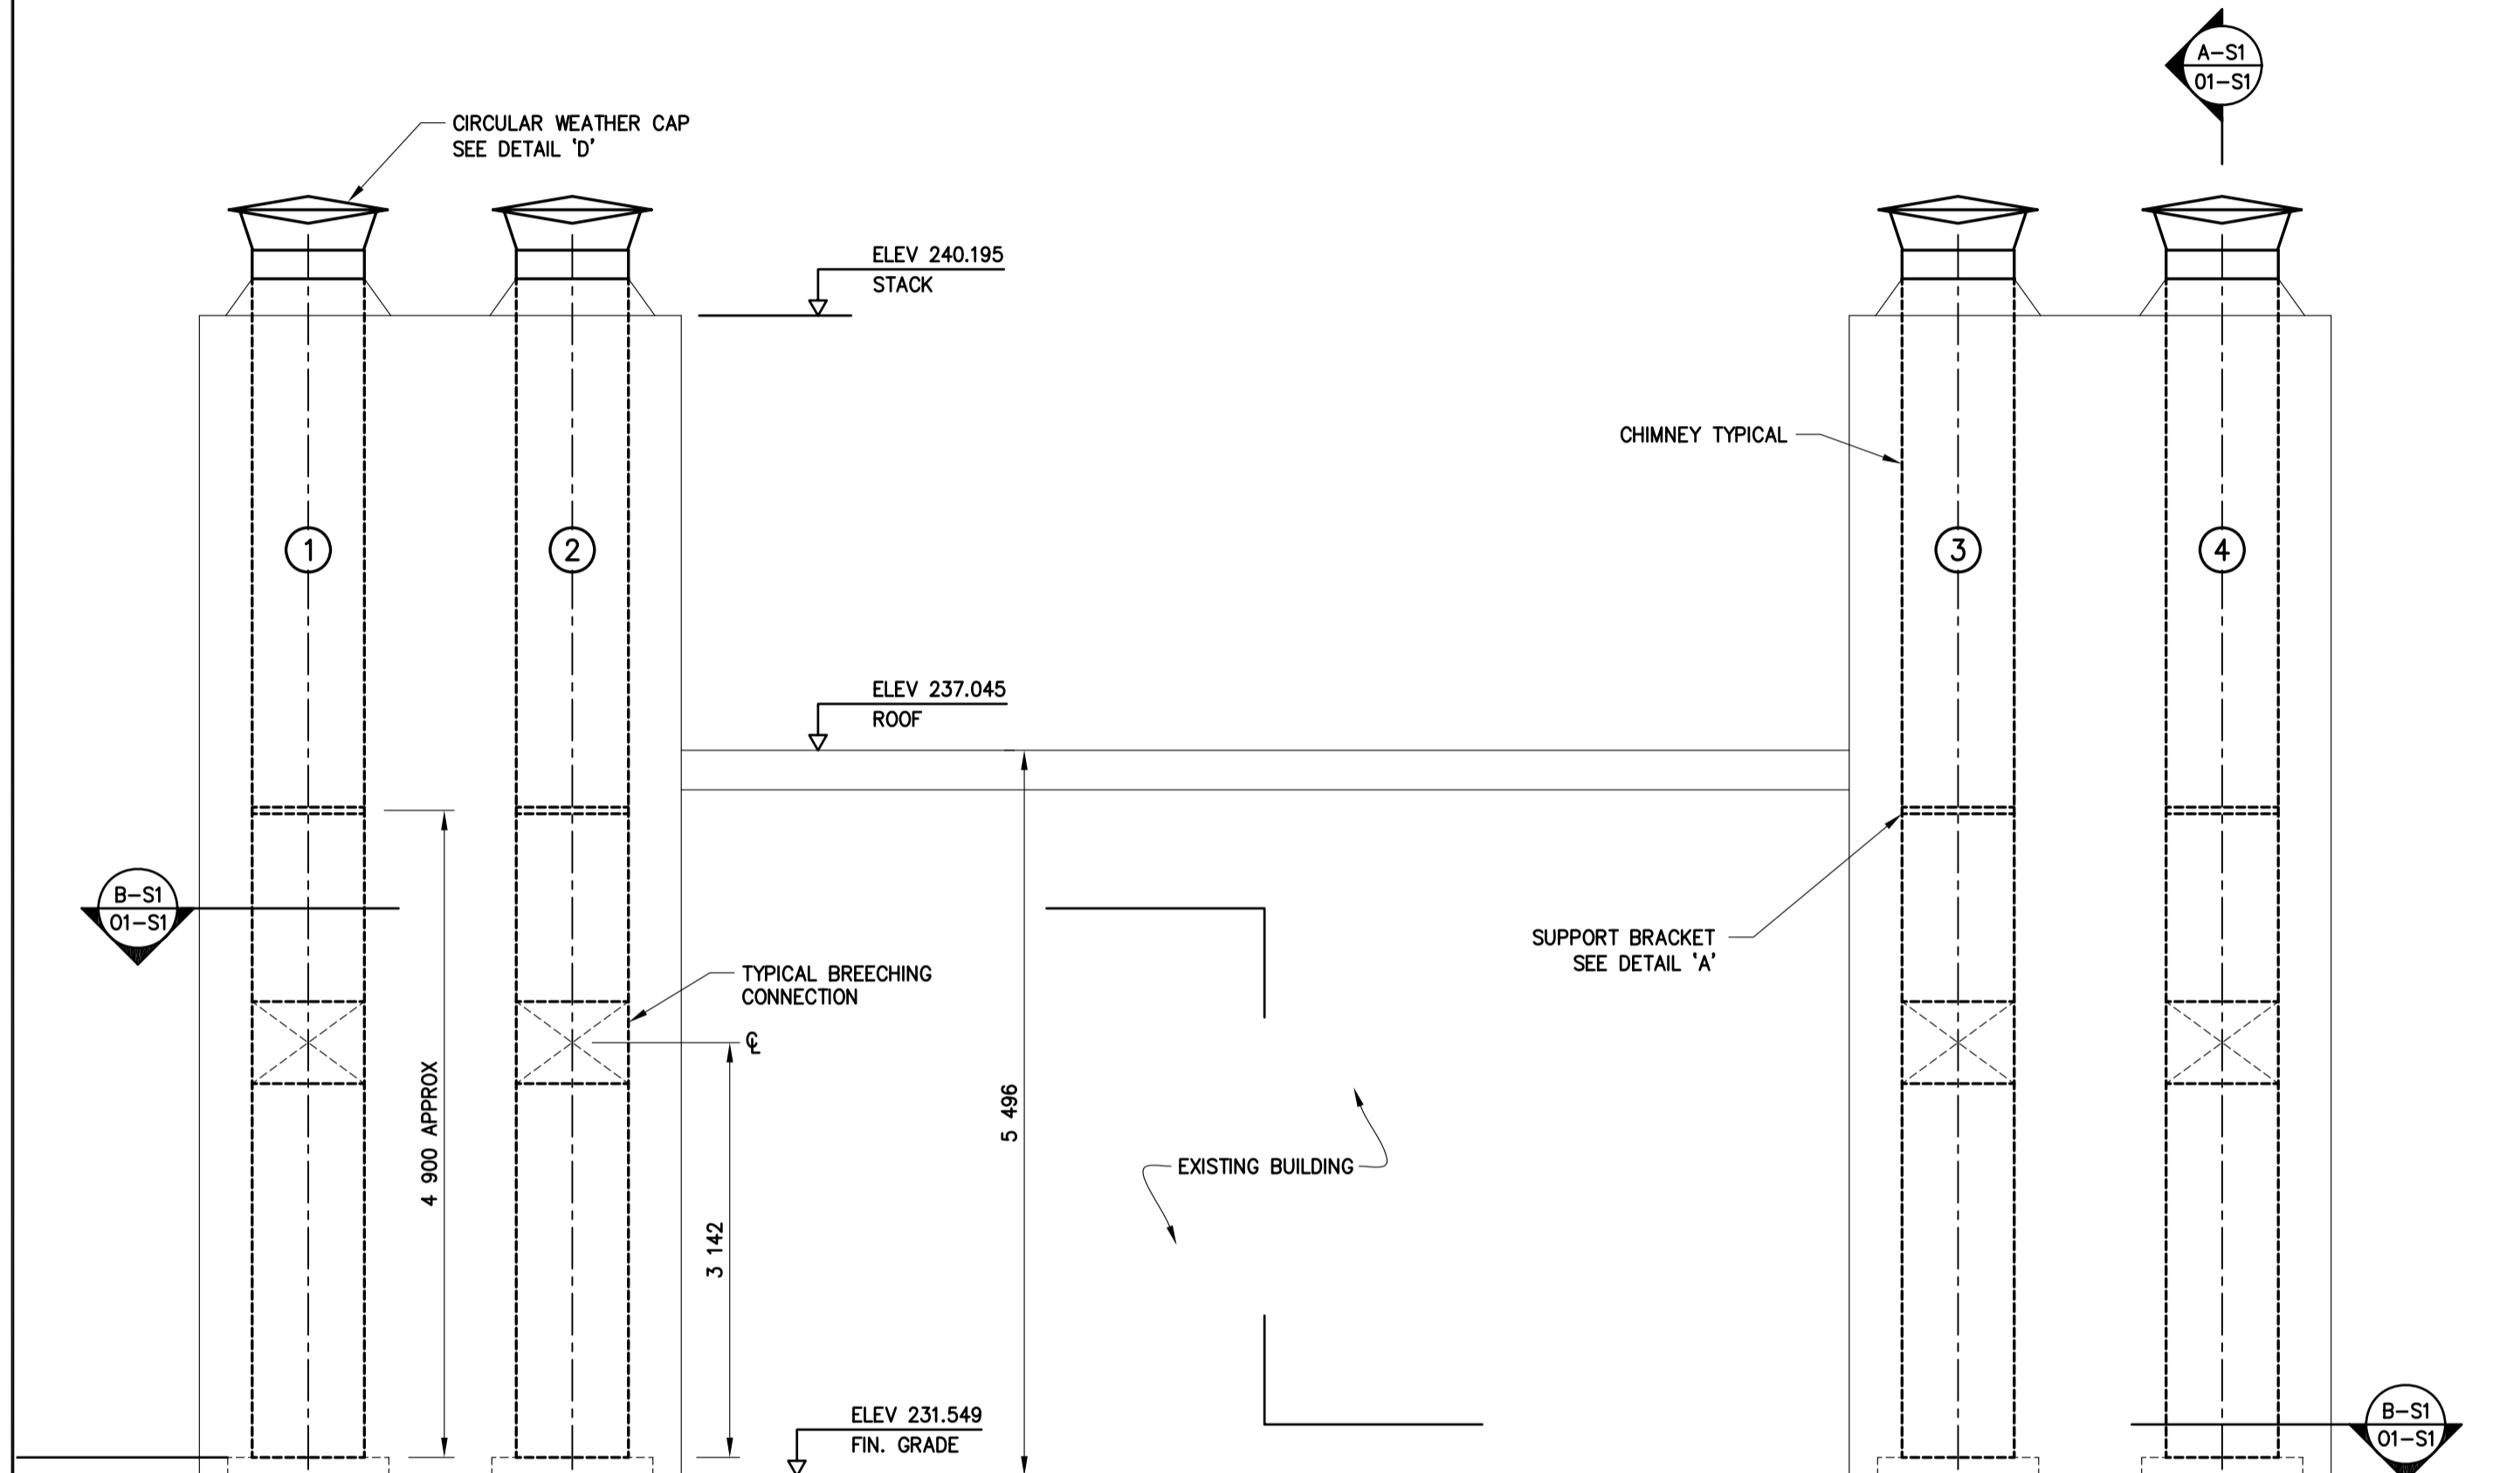 A-S1
01-S1
CIRCULAR WEATHER CAP
SEE DETAIL 'D'
ELEV 240.195
STACK
CHIMNEY TYPICAL
1
2
3
4
ELEV 237.045
ROOF
B-S1
01-S1
SUPPORT BRACKET
SEE DETAIL 'A'
TYPICAL BREECHING
CONNECTION
℄
4 900 APPROX
5 496
EXISTING BUILDING
3 142
ELEV 231.549
FIN. GRADE
B-S1
01-S1